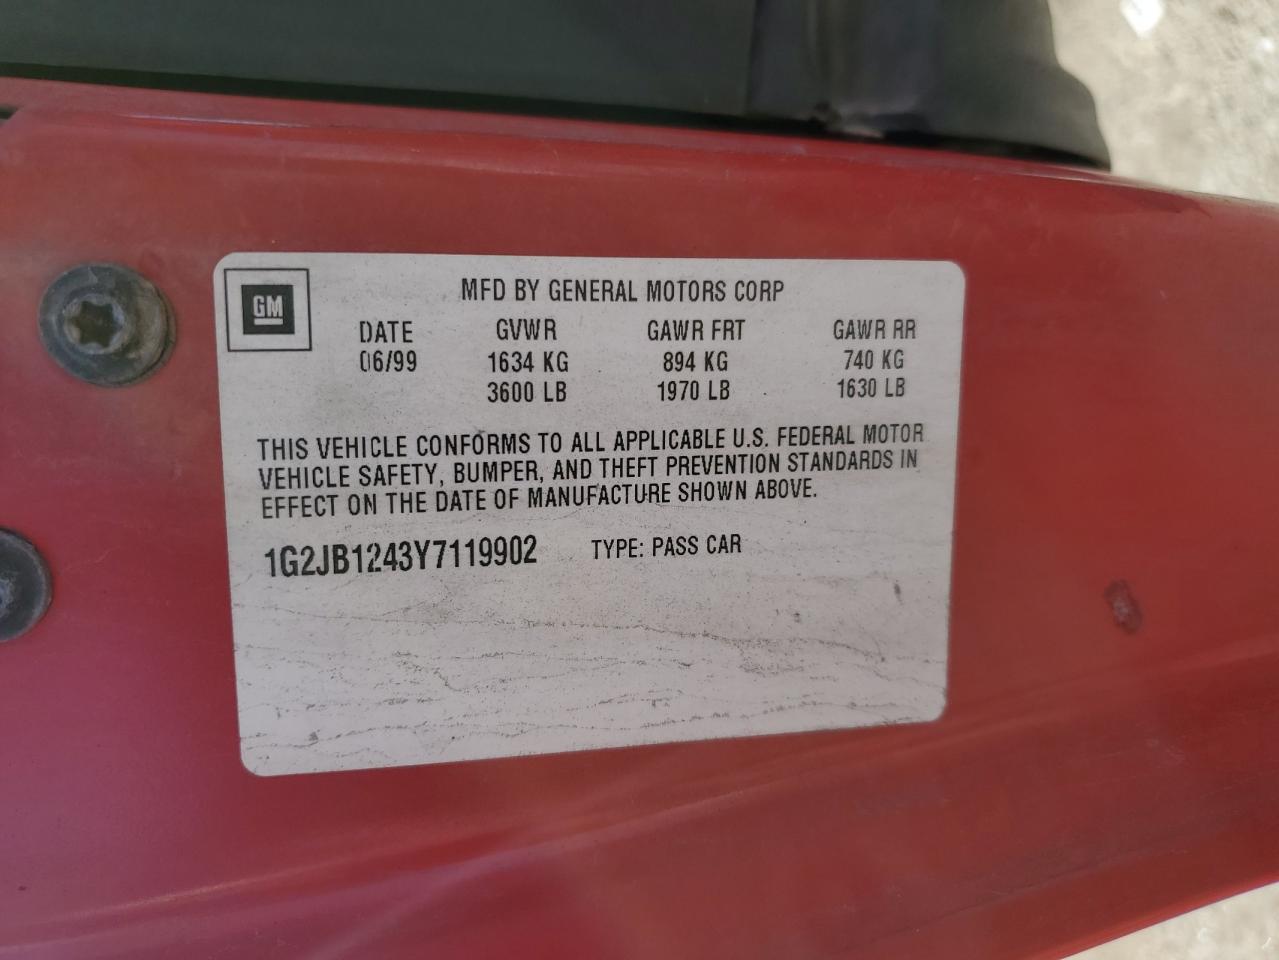 GM
MFD BY GENERAL MOTORS CORP
DATE GVWR GAWR FRT GAWR RR
06/99 1634 KG 894 KG 740 KG
3600 LB 1970 LB 1630 LB
THIS VEHICLE CONFORMS TO ALL APPLICABLE U.S. FEDERAL MOTOR
VEHICLE SAFETY, BUMPER, AND THEFT PREVENTION STANDARDS IN
EFFECT ON THE DATE OF MANUFACTURE SHOWN ABOVE.
1G2JB1243Y7119902 TYPE: PASS CAR